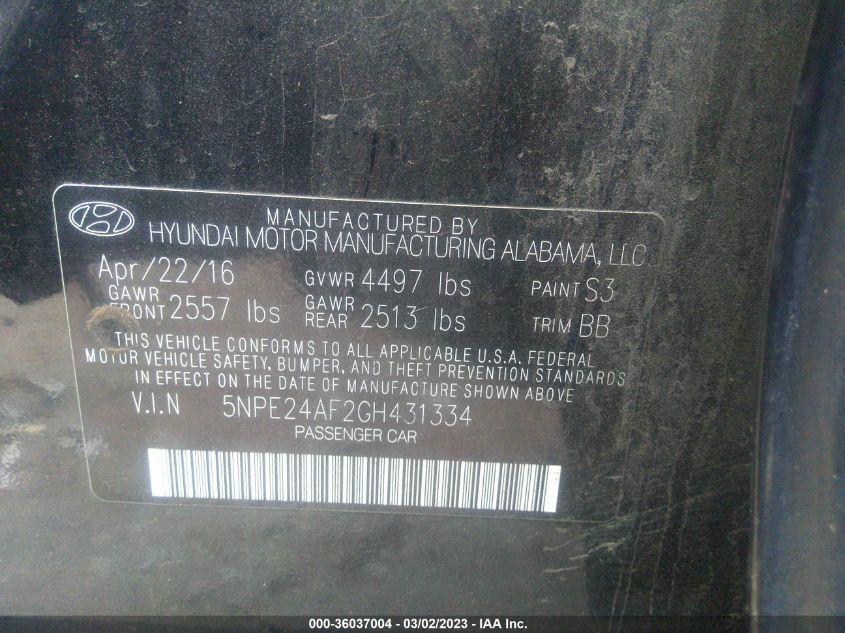 MANUFACTURED BY
HYUNDAI MOTOR MANUFACTURING ALABAMA, LLC
Apr/22/16 GVWR 4497 lbs PAINT S3
GAWR FRONT 2557 lbs GAWR REAR 2513 lbs TRIM BB
THIS VEHICLE CONFORMS TO ALL APPLICABLE U.S.A. FEDERAL
MOTOR VEHICLE SAFETY, BUMPER, AND THEFT PREVENTION STANDARDS
IN EFFECT ON THE DATE OF MANUFACTURE SHOWN ABOVE
V.I.N 5NPE24AF2GH431334
PASSENGER CAR
000-36037004 - 03/02/2023 - IAA Inc.